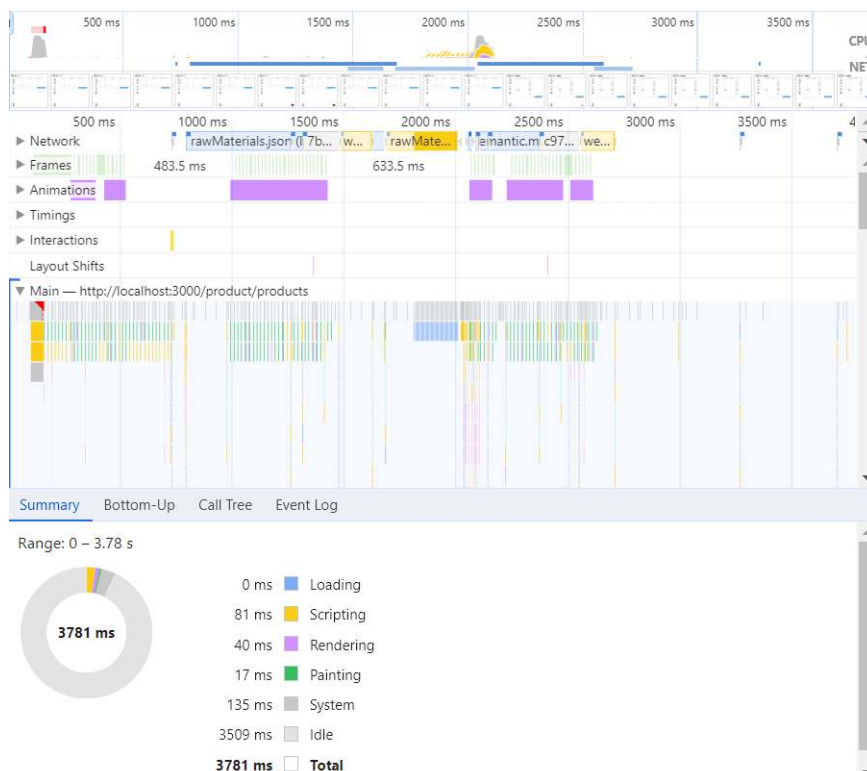 500 ms 1000 ms 1500 ms 2000 ms 2500 ms 3000 ms 3500 ms
CPU
NET
500 ms 1000 ms 1500 ms 2000 ms 2500 ms 3000 ms 3500 ms 4
Network rawMaterials.json (l 7b... w... rawMate... emantic.m c97... we...
Frames 483.5 ms 633.5 ms
Animations
Timings
Interactions
Layout Shifts
Main — http://localhost:3000/product/products
Summary Bottom-Up Call Tree Event Log
Range: 0 – 3.78 s
3781 ms
0 ms Loading
81 ms Scripting
40 ms Rendering
17 ms Painting
135 ms System
3509 ms Idle
3781 ms Total